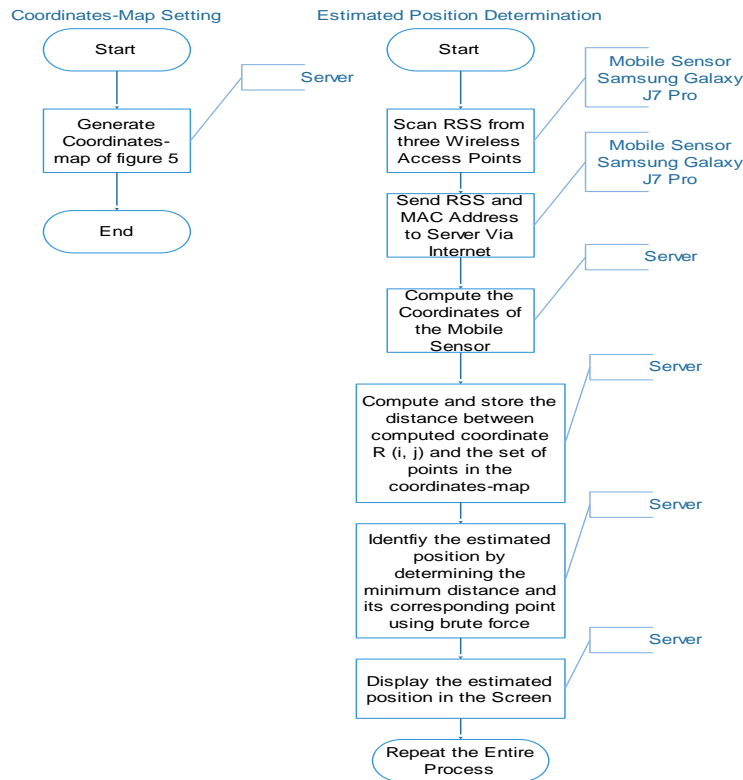 Coordinates-Map Setting
Start
Server
Generate
Coordinates-
map of figure 5
End
Estimated Position Determination
Start
Mobile Sensor
Samsung Galaxy
J7 Pro
Scan RSS from
three Wireless
Access Points
Mobile Sensor
Samsung Galaxy
J7 Pro
Send RSS and
MAC Address
to Server Via
Internet
Server
Compute the
Coordinates of
the Mobile
Sensor
Server
Compute and store the
distance between
computed coordinate
R (i, j) and the set of
points in the
coordinates-map
Server
Identfiy the estimated
position by
determining the
minimum distance and
its corresponding point
using brute force
Server
Display the estimated
position in the Screen
Repeat the Entire
Process